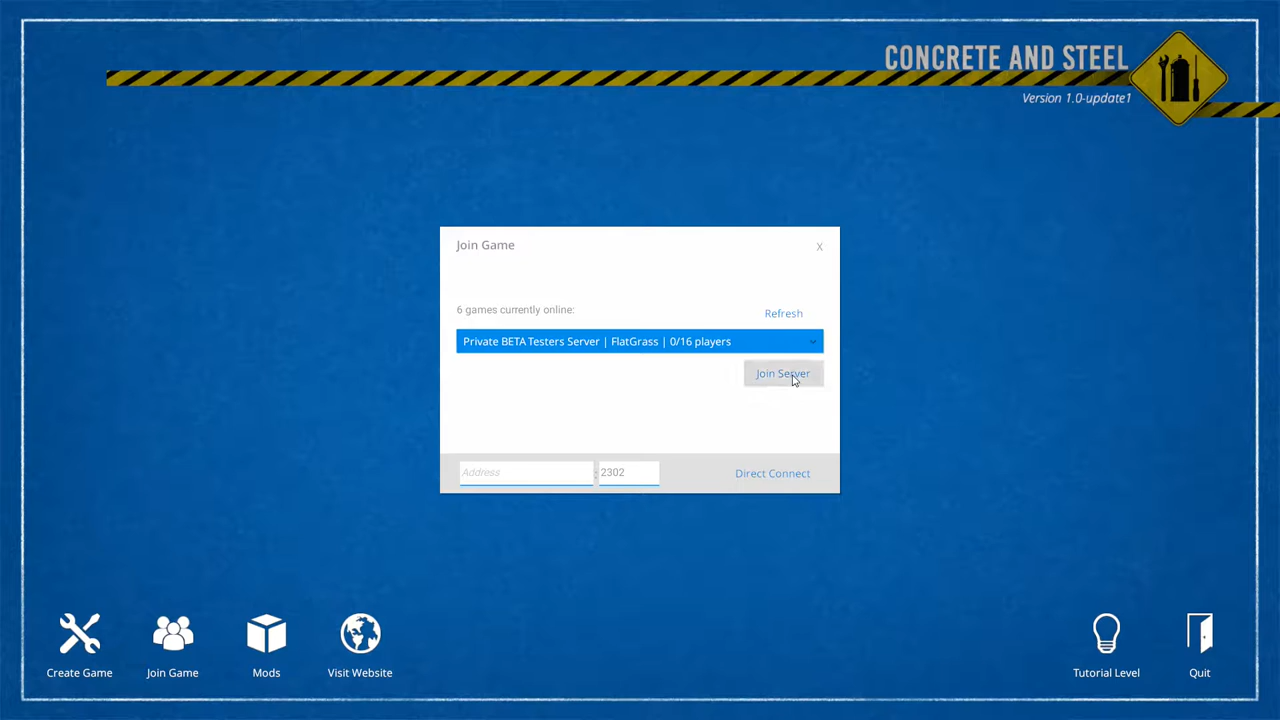 CONCRETE AND STEEL
Version 1.0-update1
Join Game
X
6 games currently online:
Refresh
Private BETA Testers Server | FlatGrass | 0/16 players
Join Server
Address : 2302
Direct Connect
Create Game
Join Game
Mods
Visit Website
Tutorial Level
Quit